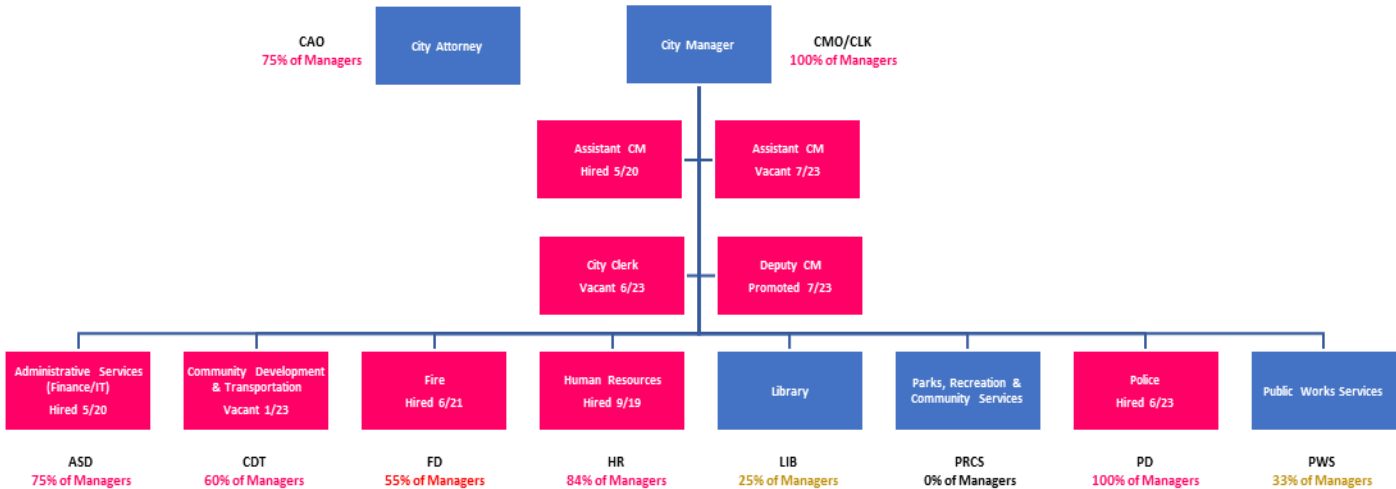 CAO
75% of Managers
City Attorney
City Manager
CMO/CLK
100% of Managers
Assistant CM
Hired 5/20
Assistant CM
Vacant 7/23
City Clerk
Vacant 6/23
Deputy CM
Promoted 7/23
Administrative Services
(Finance/IT)
Hired 5/20
Community Development
& Transportation
Vacant 1/23
Fire
Hired 6/21
Human Resources
Hired 9/19
Library
Parks, Recreation &
Community Services
Police
Hired 6/23
Public Works Services
ASD
75% of Managers
CDT
60% of Managers
FD
55% of Managers
HR
84% of Managers
LIB
25% of Managers
PRCS
0% of Managers
PD
100% of Managers
PWS
33% of Managers